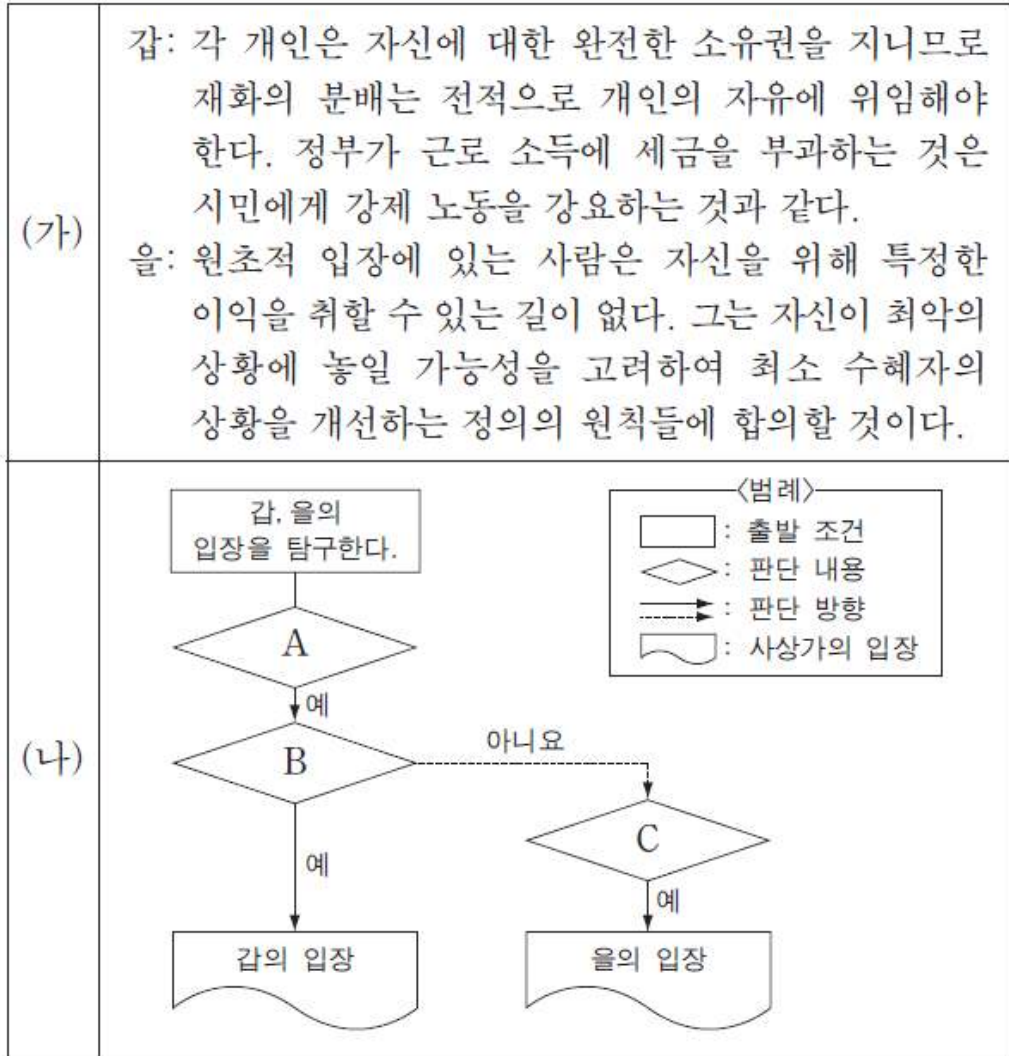 (가)
갑: 각 개인은 자신에 대한 완전한 소유권을 지니므로
재화의 분배는 전적으로 개인의 자유에 위임해야
한다. 정부가 근로 소득에 세금을 부과하는 것은
시민에게 강제 노동을 강요하는 것과 같다.
을: 원초적 입장에 있는 사람은 자신을 위해 특정한
이익을 취할 수 있는 길이 없다. 그는 자신이 최악의
상황에 놓일 가능성을 고려하여 최소 수혜자의
상황을 개선하는 정의의 원칙들에 합의할 것이다.
(나)
갑, 을의
입장을 탐구한다.
〈범례〉
: 출발 조건
: 판단 내용
: 판단 방향
: 사상가의 입장
A
예
B
아니요
C
예
예
갑의 입장
을의 입장